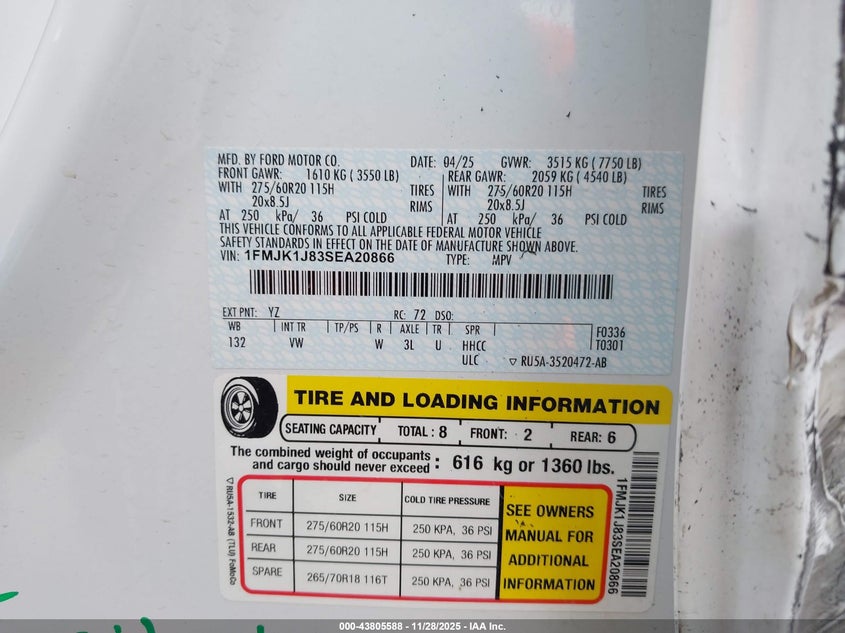 MFD. BY FORD MOTOR CO. DATE: 04/25 GVWR: 3515 KG ( 7750 LB)
FRONT GAWR: 1610 KG ( 3550 LB) REAR GAWR: 2059 KG ( 4540 LB)
WITH 275/60R20 115H TIRES WITH 275/60R20 115H TIRES
20x8.5J RIMS 20x8.5J RIMS
AT 250 kPa/ 36 PSI COLD AT 250 kPa/ 36 PSI COLD
THIS VEHICLE CONFORMS TO ALL APPLICABLE FEDERAL MOTOR VEHICLE
SAFETY STANDARDS IN EFFECT ON THE DATE OF MANUFACTURE SHOWN ABOVE.
VIN: 1FMJK1J83SEA20866 TYPE: MPV
EXT PNT: YZ RC: 72 DSO:
WB INT TR TP/PS R AXLE TR SPR F0336
132 VW W 3L U HHCC T0301
ULC ▽ RU5A-3520472-AB
TIRE AND LOADING INFORMATION
SEATING CAPACITY TOTAL : 8 FRONT: 2 REAR: 6
The combined weight of occupants
and cargo should never exceed : 616 kg or 1360 lbs.
TIRE SIZE COLD TIRE PRESSURE
FRONT 275/60R20 115H 250 KPA, 36 PSI
REAR 275/60R20 115H 250 KPA, 36 PSI
SPARE 265/70R18 116T 250 KPA, 36 PSI
SEE OWNERS
MANUAL FOR
ADDITIONAL
INFORMATION
▽ RU5A-1532-AB (TLU) FoMoCo
1FMJK1J83SEA20866
000-43805588 - 11/28/2025 - IAA Inc.